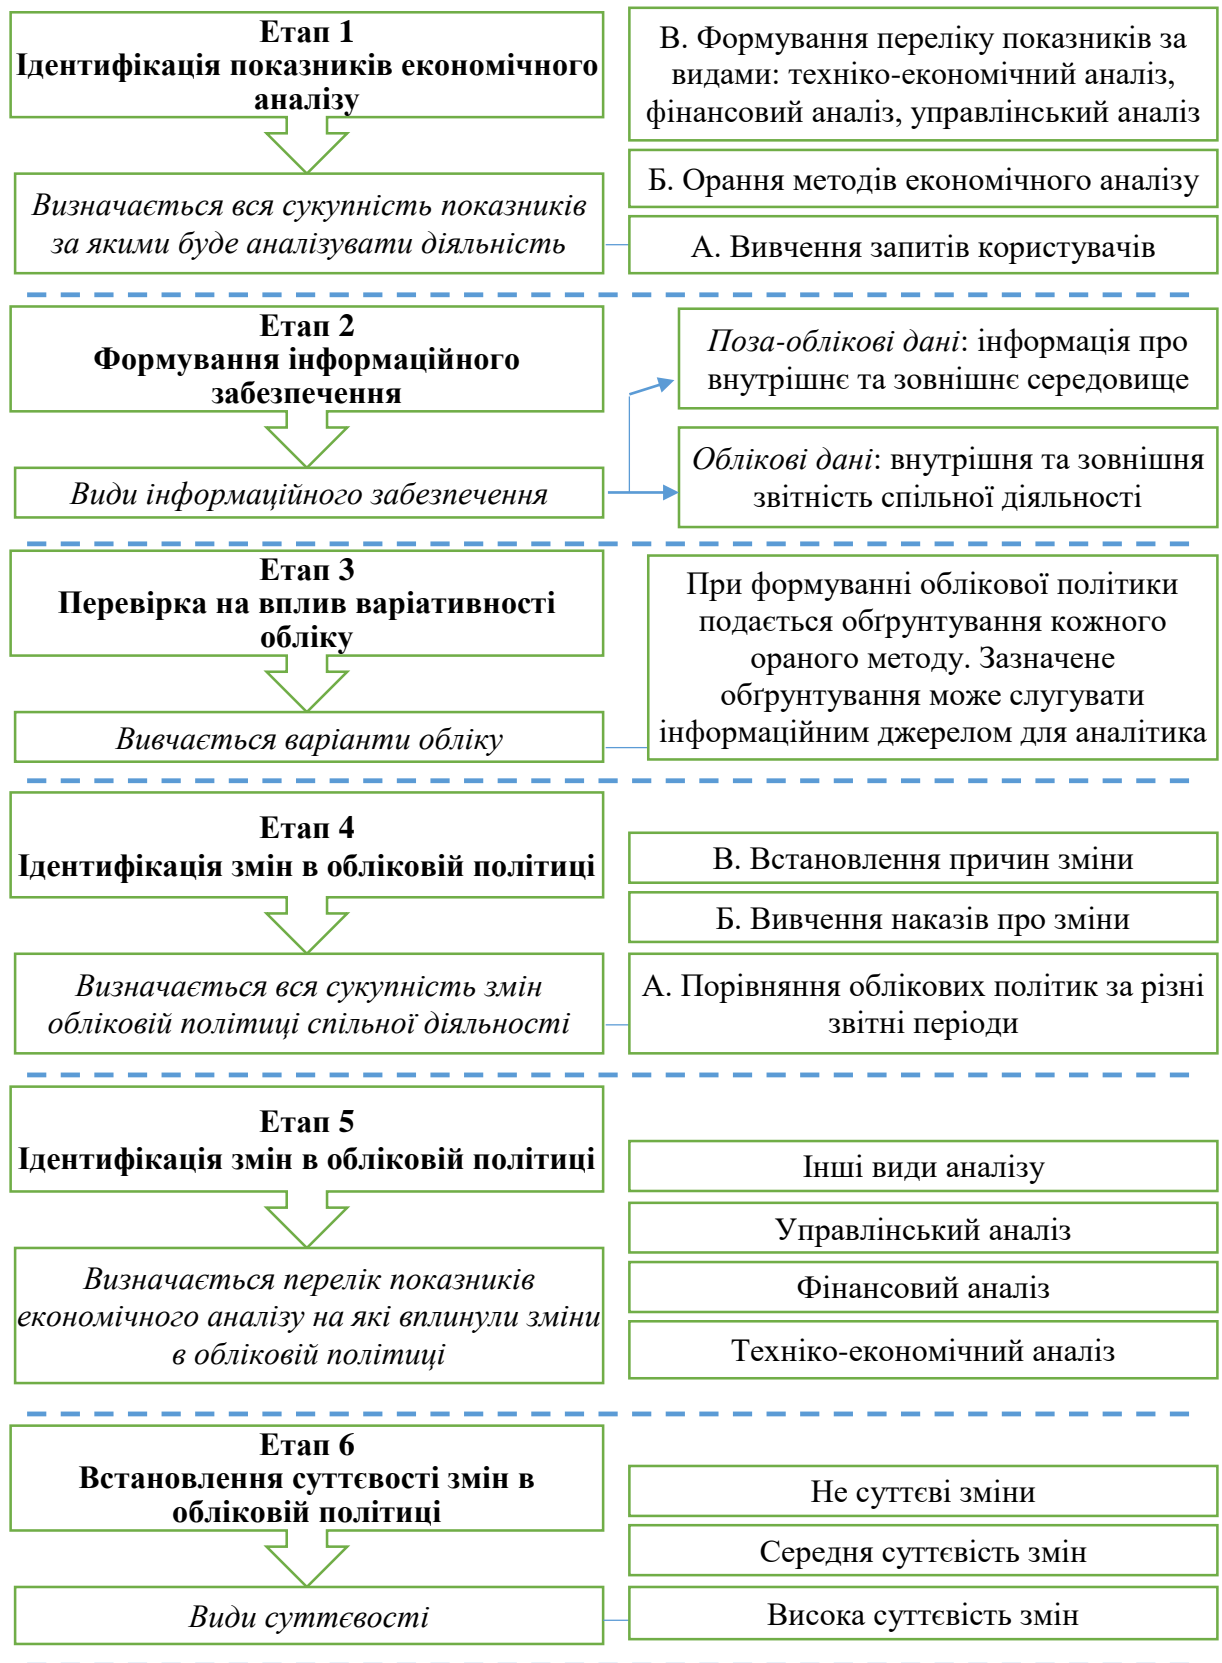 Етап 1
Ідентифікація показників економічного
аналізу
Визначається вся сукупність показників
за якими буде аналізувати діяльність
В. Формування переліку показників за
видами: техніко-економічний аналіз,
фінансовий аналіз, управлінський аналіз
Б. Орання методів економічного аналізу
А. Вивчення запитів користувачів
Етап 2
Формування інформаційного
забезпечення
Види інформаційного забезпечення
Поза-облікові дані: інформація про
внутрішнє та зовнішнє середовище
Облікові дані: внутрішня та зовнішня
звітність спільної діяльності
Етап 3
Перевірка на вплив варіативності
обліку
Вивчається варіанти обліку
При формуванні облікової політики
подається обґрунтування кожного
ораного методу. Зазначене
обґрунтування може слугувати
інформаційним джерелом для аналітика
Етап 4
Ідентифікація змін в обліковій політиці
Визначається вся сукупність змін
обліковій політиці спільної діяльності
В. Встановлення причин зміни
Б. Вивчення наказів про зміни
А. Порівняння облікових політик за різні
звітні періоди
Етап 5
Ідентифікація змін в обліковій політиці
Визначається перелік показників
економічного аналізу на які вплинули зміни
в обліковій політиці
Інші види аналізу
Управлінський аналіз
Фінансовий аналіз
Техніко-економічний аналіз
Етап 6
Встановлення суттєвості змін в
обліковій політиці
Види суттєвості
Не суттєві зміни
Середня суттєвість змін
Висока суттєвість змін